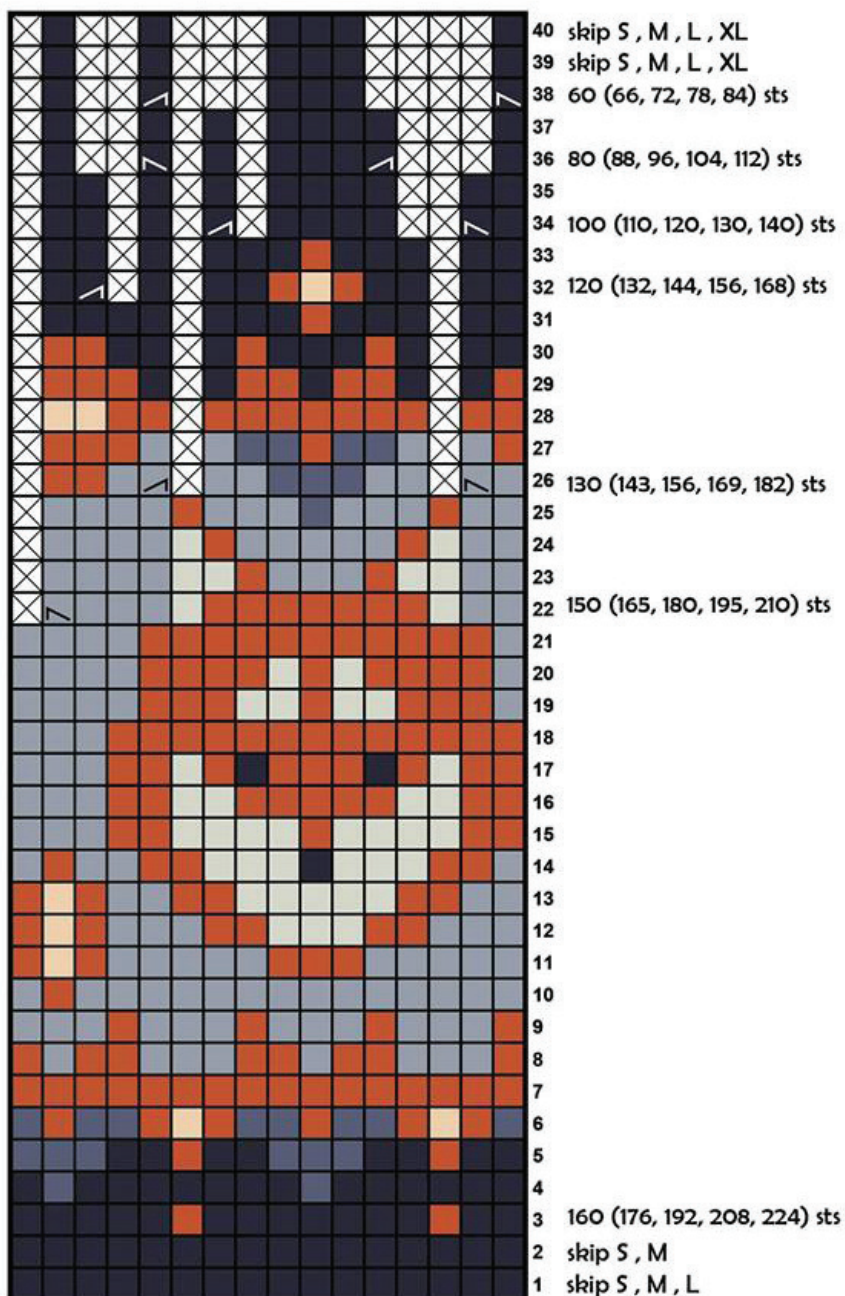 40 skip S , M , L , XL
39 skip S , M , L , XL
38 60 (66, 72, 78, 84) sts
37
36 80 (88, 96, 104, 112) sts
35
34 100 (110, 120, 130, 140) sts
33
32 120 (132, 144, 156, 168) sts
31
30
29
28
27
26 130 (143, 156, 169, 182) sts
25
24
23
22 150 (165, 180, 195, 210) sts
21
20
19
18
17
16
15
14
13
12
11
10
9
8
7
6
5
4
3 160 (176, 192, 208, 224) sts
2 skip S , M
1 skip S , M , L